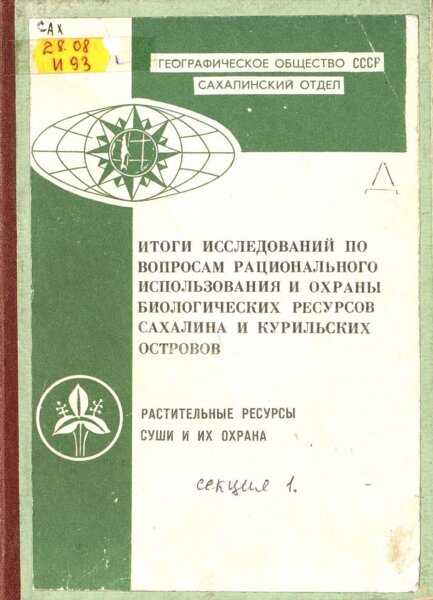 САХ
28.08
И 93
ГЕОГРАФИЧЕСКОЕ ОБЩЕСТВО СССР
САХАЛИНСКИЙ ОТДЕЛ
Д
ИТОГИ ИССЛЕДОВАНИЙ ПО
ВОПРОСАМ РАЦИОНАЛЬНОГО
ИСПОЛЬЗОВАНИЯ И ОХРАНЫ
БИОЛОГИЧЕСКИХ РЕСУРСОВ
САХАЛИНА И КУРИЛЬСКИХ
ОСТРОВОВ
РАСТИТЕЛЬНЫЕ РЕСУРСЫ
СУШИ И ИХ ОХРАНА
секция 1.